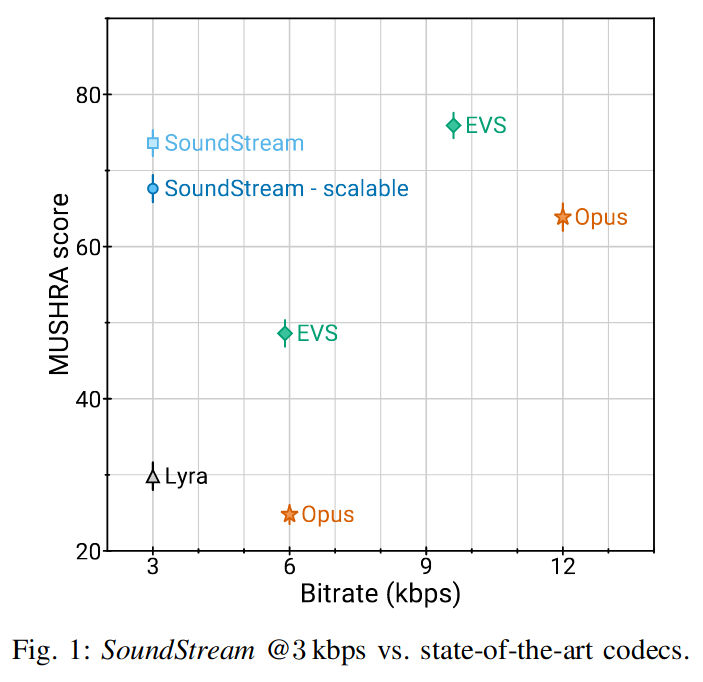 80
EVS
SoundStream
SoundStream - scalable
Opus
60
MUSHRA score
EVS
40
Lyra
Opus
20
3 6 9 12
Bitrate (kbps)
Fig. 1: SoundStream @3 kbps vs. state-of-the-art codecs.